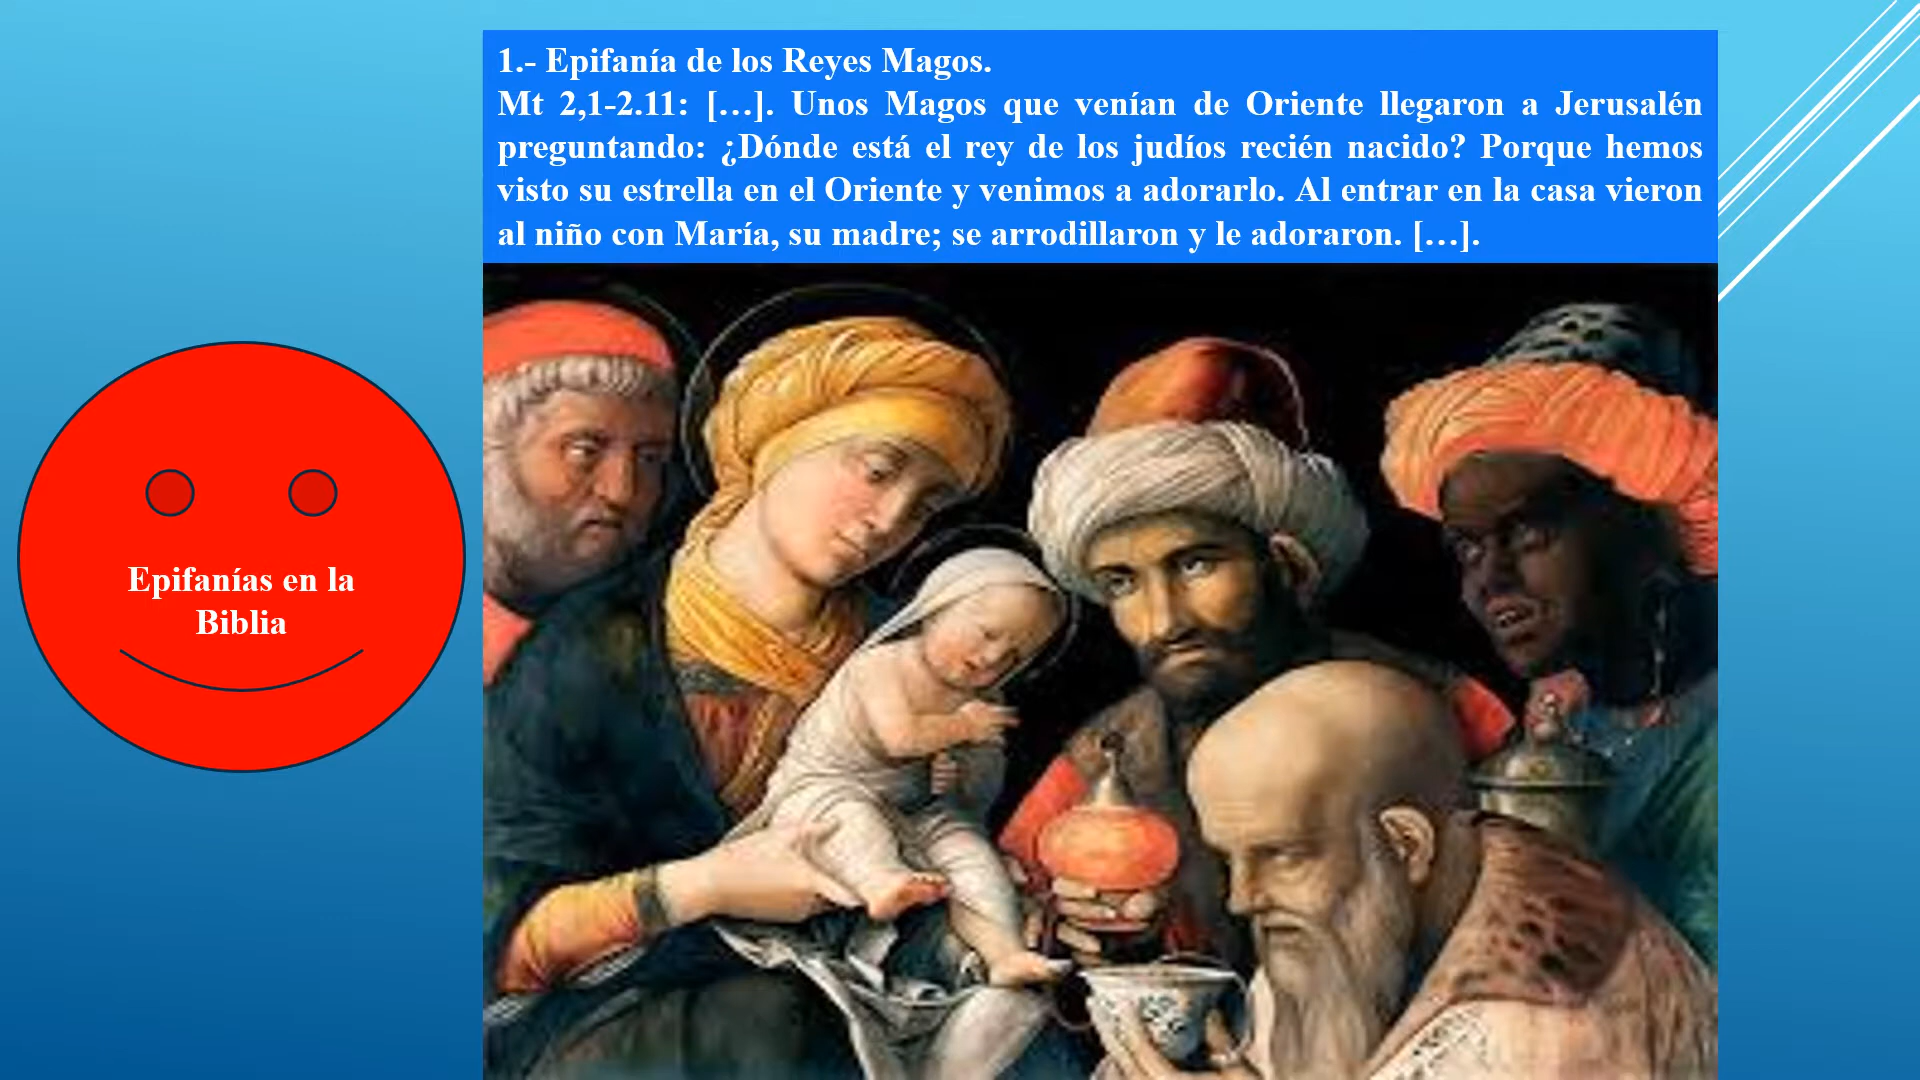 1.- Epifanía de los Reyes Magos.
Mt 2,1-2.11: […]. Unos Magos que venían de Oriente llegaron a Jerusalén
preguntando: ¿Dónde está el rey de los judíos recién nacido? Porque hemos
visto su estrella en el Oriente y venimos a adorarlo. Al entrar en la casa vieron
al niño con María, su madre; se arrodillaron y le adoraron. […].
Epifanías en la
Biblia